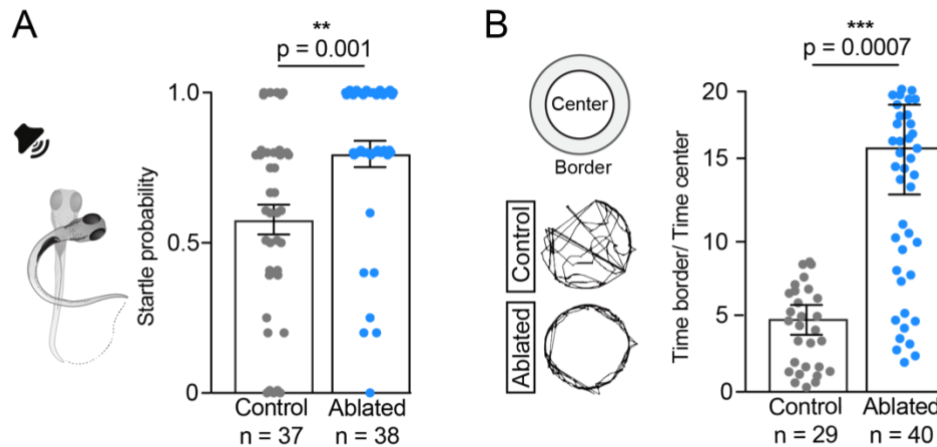 A
**
p = 0.001
Startle probability
1.0
0.5
0
Control
Ablated
n = 37
n = 38
B
***
p = 0.0007
Center
Border
Control
Ablated
Time border/ Time center
20
15
10
5
0
Control
Ablated
n = 29
n = 40